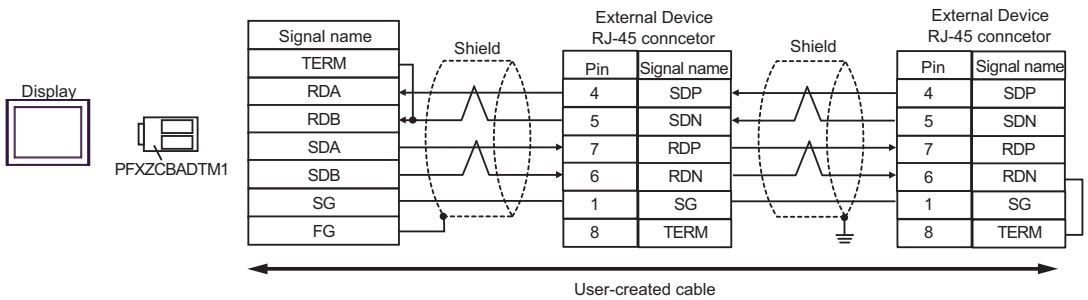 Display
PFXZCBADTM1
Signal name
TERM
RDA
RDB
SDA
SDB
SG
FG
Shield
External Device
RJ-45 conncetor
Pin Signal name
4 SDP
5 SDN
7 RDP
6 RDN
1 SG
8 TERM
Shield
External Device
RJ-45 conncetor
Pin Signal name
4 SDP
5 SDN
7 RDP
6 RDN
1 SG
8 TERM
User-created cable